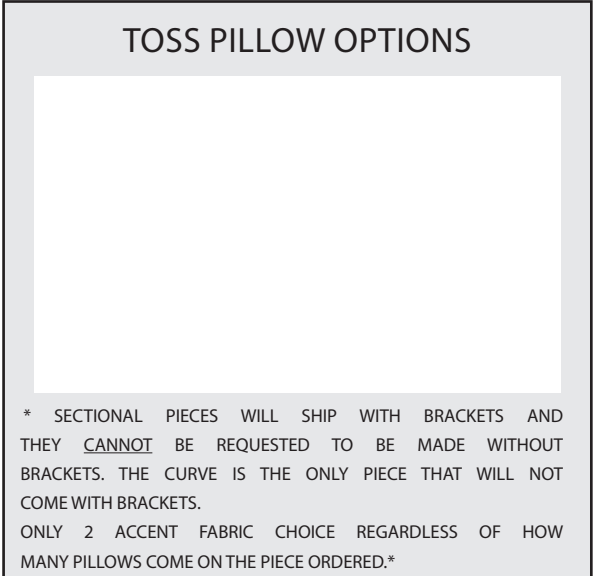 TOSS PILLOW OPTIONS
* SECTIONAL PIECES WILL SHIP WITH BRACKETS AND
THEY CANNOT BE REQUESTED TO BE MADE WITHOUT
BRACKETS. THE CURVE IS THE ONLY PIECE THAT WILL NOT
COME WITH BRACKETS.
ONLY 2 ACCENT FABRIC CHOICE REGARDLESS OF HOW
MANY PILLOWS COME ON THE PIECE ORDERED.*